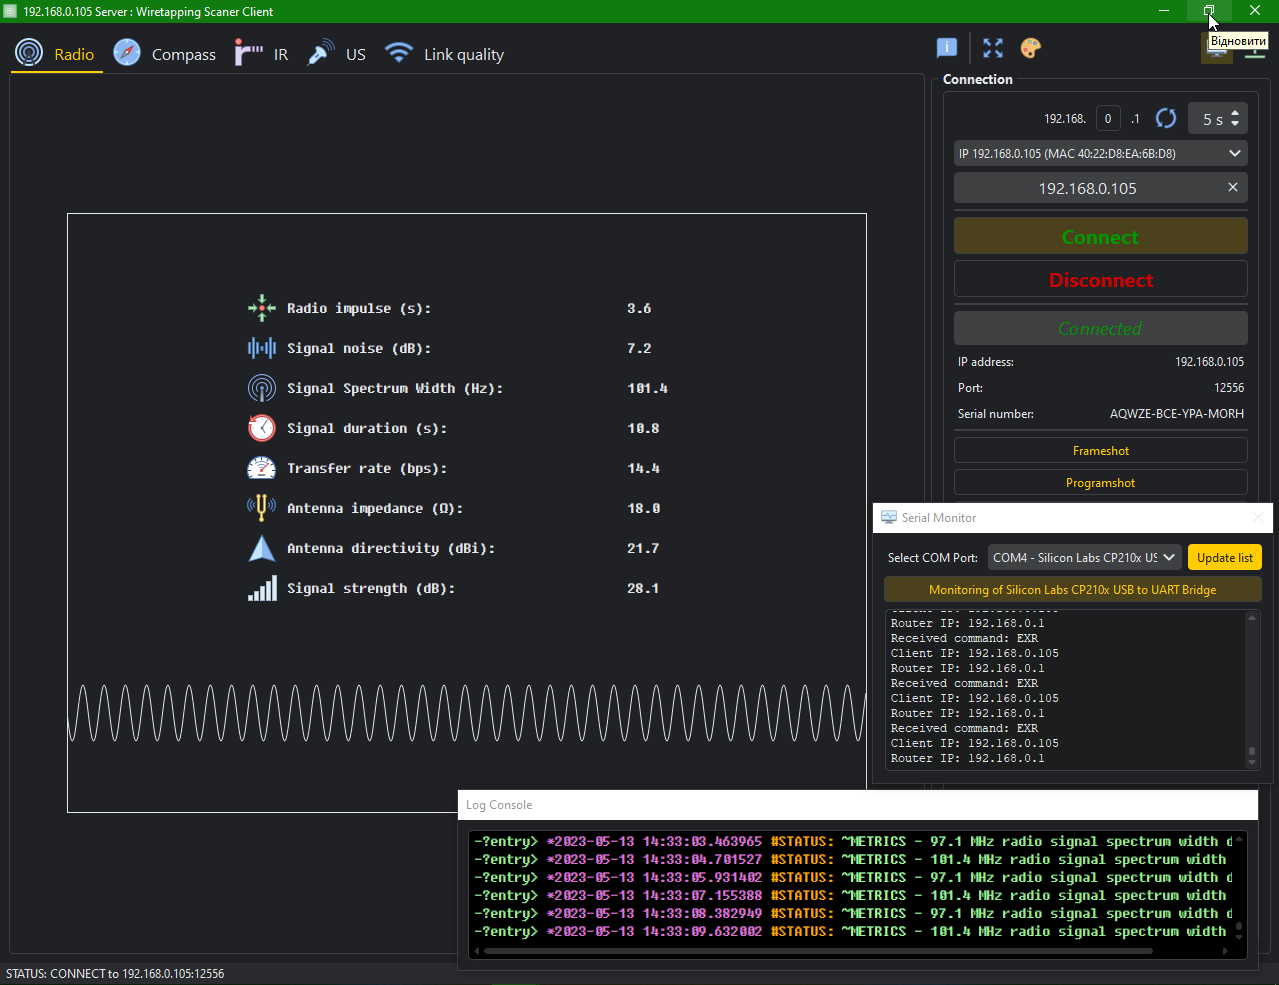 192.168.0.105 Server : Wiretapping Scaner Client
Відновити
Radio
Compass
IR
US
Link quality
Radio impulse (s): 3.6
Signal noise (dB): 7.2
Signal Spectrum Width (Hz): 101.4
Signal duration (s): 10.8
Transfer rate (bps): 14.4
Antenna impedance (Ω): 18.0
Antenna directivity (dBi): 21.7
Signal strength (dB): 28.1
Connection
192.168. 0 .1 5 s
IP 192.168.0.105 (MAC 40:22:D8:EA:6B:D8)
192.168.0.105
Connect
Disconnect
Connected
IP address: 192.168.0.105
Port: 12556
Serial number: AQWZE-BCE-YPA-MORH
Frameshot
Programshot
Serial Monitor
Select COM Port: COM4 - Silicon Labs CP210x US Update list
Monitoring of Silicon Labs CP210x USB to UART Bridge
Router IP: 192.168.0.1
Received command: EXR
Client IP: 192.168.0.105
Router IP: 192.168.0.1
Received command: EXR
Client IP: 192.168.0.105
Router IP: 192.168.0.1
Received command: EXR
Client IP: 192.168.0.105
Router IP: 192.168.0.1
Log Console
-?entry> *2023-05-13 14:33:03.463965 #STATUS: ~METRICS - 97.1 MHz radio signal spectrum width d
-?entry> *2023-05-13 14:33:04.701527 #STATUS: ~METRICS - 101.4 MHz radio signal spectrum width
-?entry> *2023-05-13 14:33:05.931402 #STATUS: ~METRICS - 97.1 MHz radio signal spectrum width d
-?entry> *2023-05-13 14:33:07.155388 #STATUS: ~METRICS - 101.4 MHz radio signal spectrum width
-?entry> *2023-05-13 14:33:08.382949 #STATUS: ~METRICS - 97.1 MHz radio signal spectrum width d
-?entry> *2023-05-13 14:33:09.632002 #STATUS: ~METRICS - 101.4 MHz radio signal spectrum width
STATUS: CONNECT to 192.168.0.105:12556